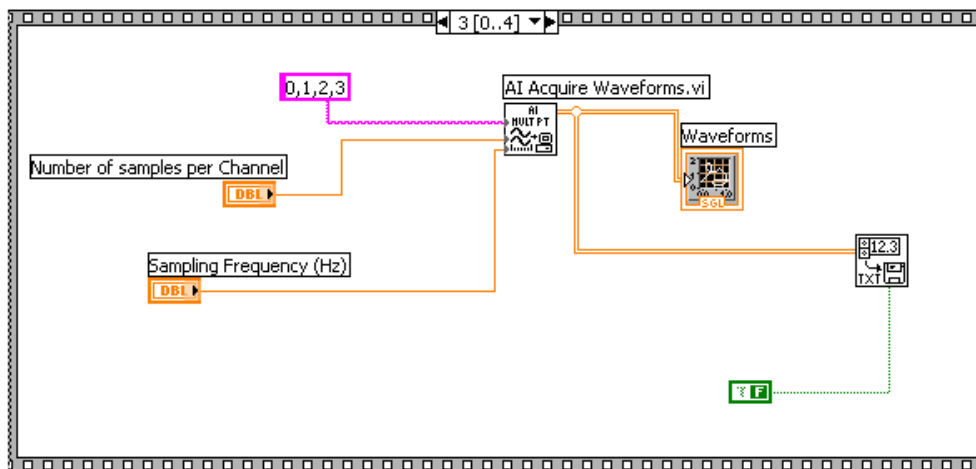 3 [0..4]
0,1,2,3
AI Acquire Waveforms.vi
AI
MULT PT
Waveforms
Number of samples per Channel
DBL
SGL
12.3
TXT
Sampling Frequency (Hz)
DBL
F